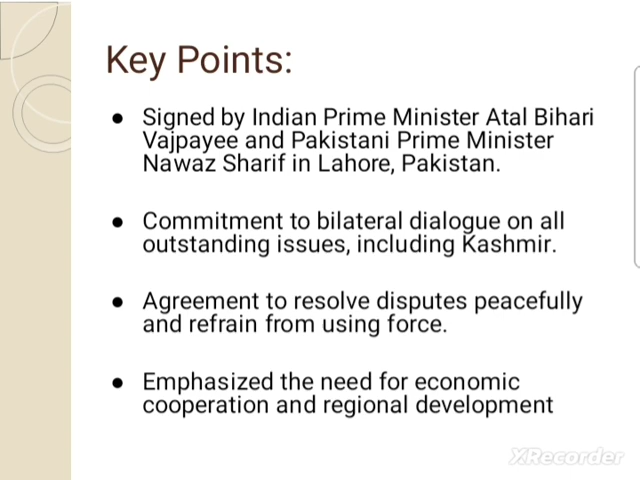 Key Points:
● Signed by Indian Prime Minister Atal Bihari
Vajpayee and Pakistani Prime Minister
Nawaz Sharif in Lahore, Pakistan.
● Commitment to bilateral dialogue on all
outstanding issues, including Kashmir.
● Agreement to resolve disputes peacefully
and refrain from using force.
● Emphasized the need for economic
cooperation and regional development
XRecorder